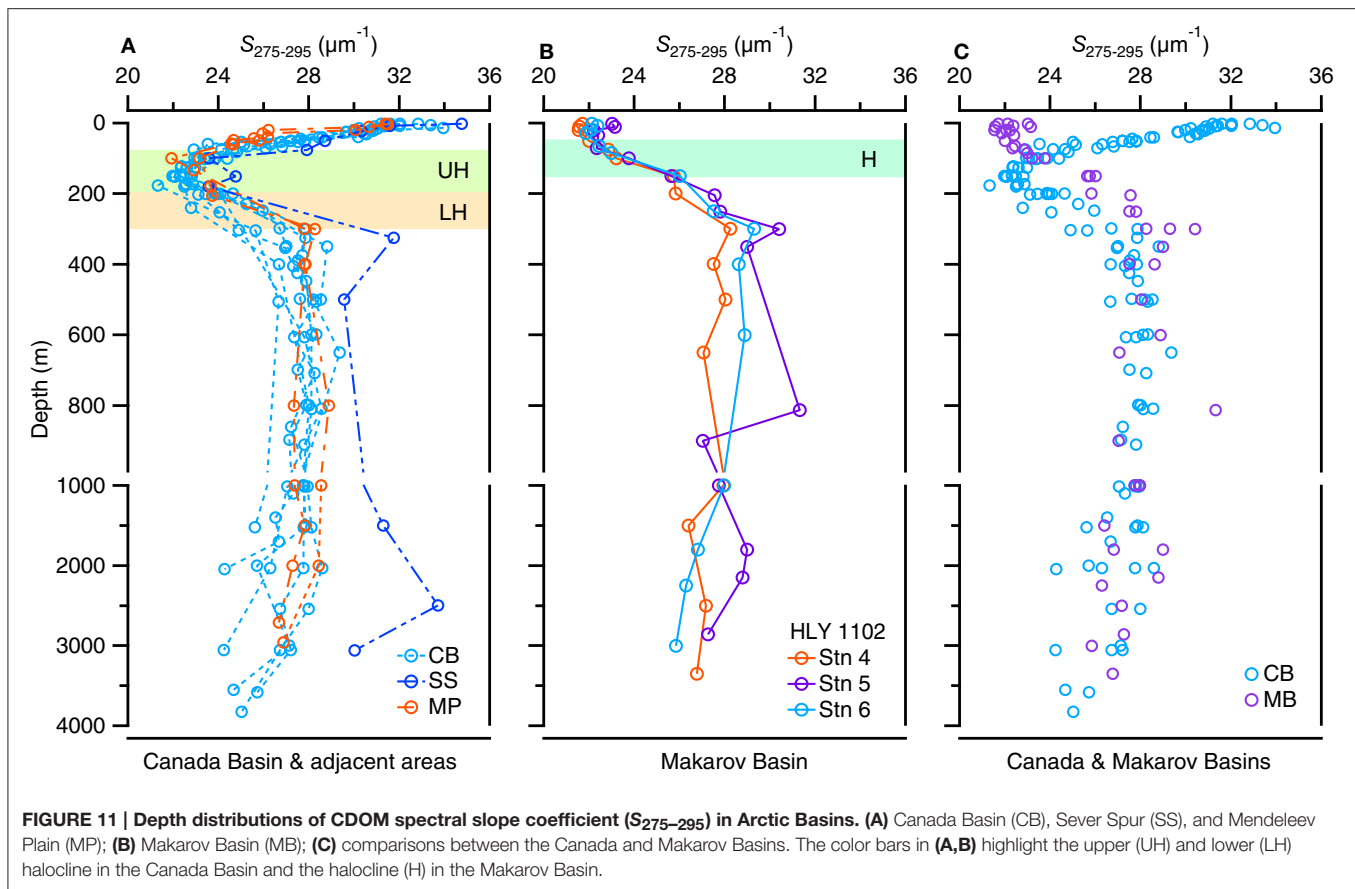 A
S275-295 (µm-1)
20 24 28 32 36
B
S275-295 (µm-1)
20 24 28 32 36
C
S275-295 (µm-1)
20 24 28 32 36
Depth (m)
0
200
400
600
800
1000
2000
3000
4000
UH
LH
CB
SS
MP
H
HLY 1102
Stn 4
Stn 5
Stn 6
CB
MB
Canada Basin & adjacent areas
Makarov Basin
Canada & Makarov Basins
FIGURE 11 | Depth distributions of CDOM spectral slope coefficient (S275–295) in Arctic Basins. (A) Canada Basin (CB), Sever Spur (SS), and Mendeleev
Plain (MP); (B) Makarov Basin (MB); (C) comparisons between the Canada and Makarov Basins. The color bars in (A,B) highlight the upper (UH) and lower (LH)
halocline in the Canada Basin and the halocline (H) in the Makarov Basin.